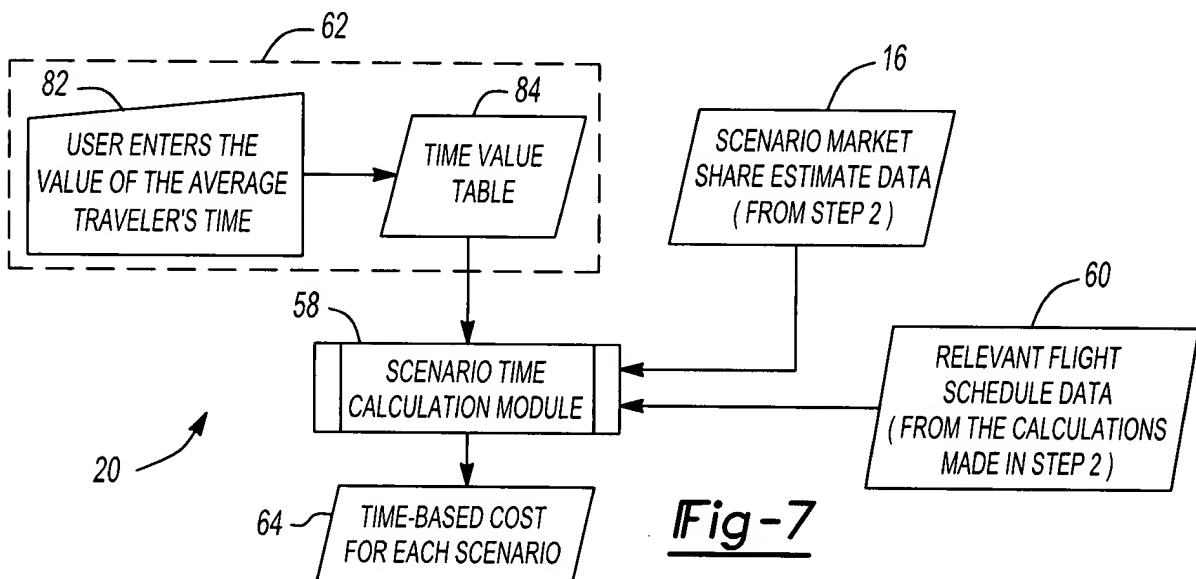 62
82
USER ENTERS THE
VALUE OF THE AVERAGE
TRAVELER'S TIME
84
TIME VALUE
TABLE
16
SCENARIO MARKET
SHARE ESTIMATE DATA
( FROM STEP 2 )
58
SCENARIO TIME
CALCULATION MODULE
60
RELEVANT FLIGHT
SCHEDULE DATA
( FROM THE CALCULATIONS
MADE IN STEP 2 )
20
64
TIME-BASED COST
FOR EACH SCENARIO
Fig-7